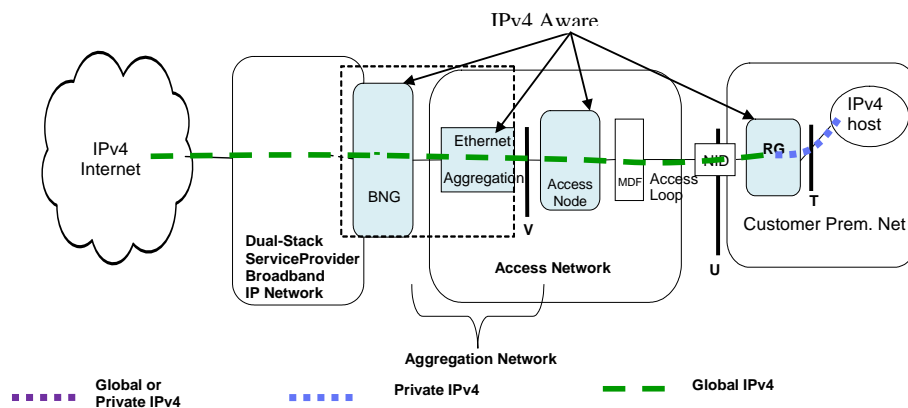 IPv4 Aware
IPv4
Internet
BNG
Ethernet
Aggregation
V
Access
Node
MDF
Access
Loop
NID
U
RG
T
IPv4
host
Customer Prem. Net
Dual-Stack
ServiceProvider
Broadband
IP Network
Access Network
Aggregation Network
Global or
Private IPv4
Private IPv4
Global IPv4